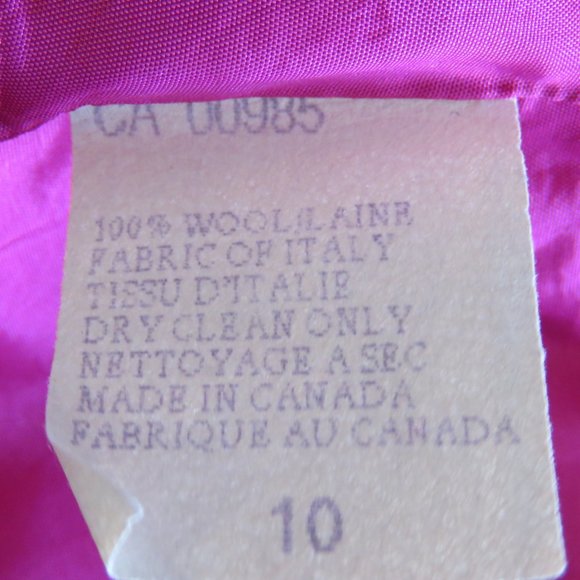 CA 00985
100% WOOL/LAINE
FABRIC OF ITALY
TISSU D'ITALIE
DRY CLEAN ONLY
NETTOYAGE A SEC
MADE IN CANADA
FABRIQUE AU CANADA
10